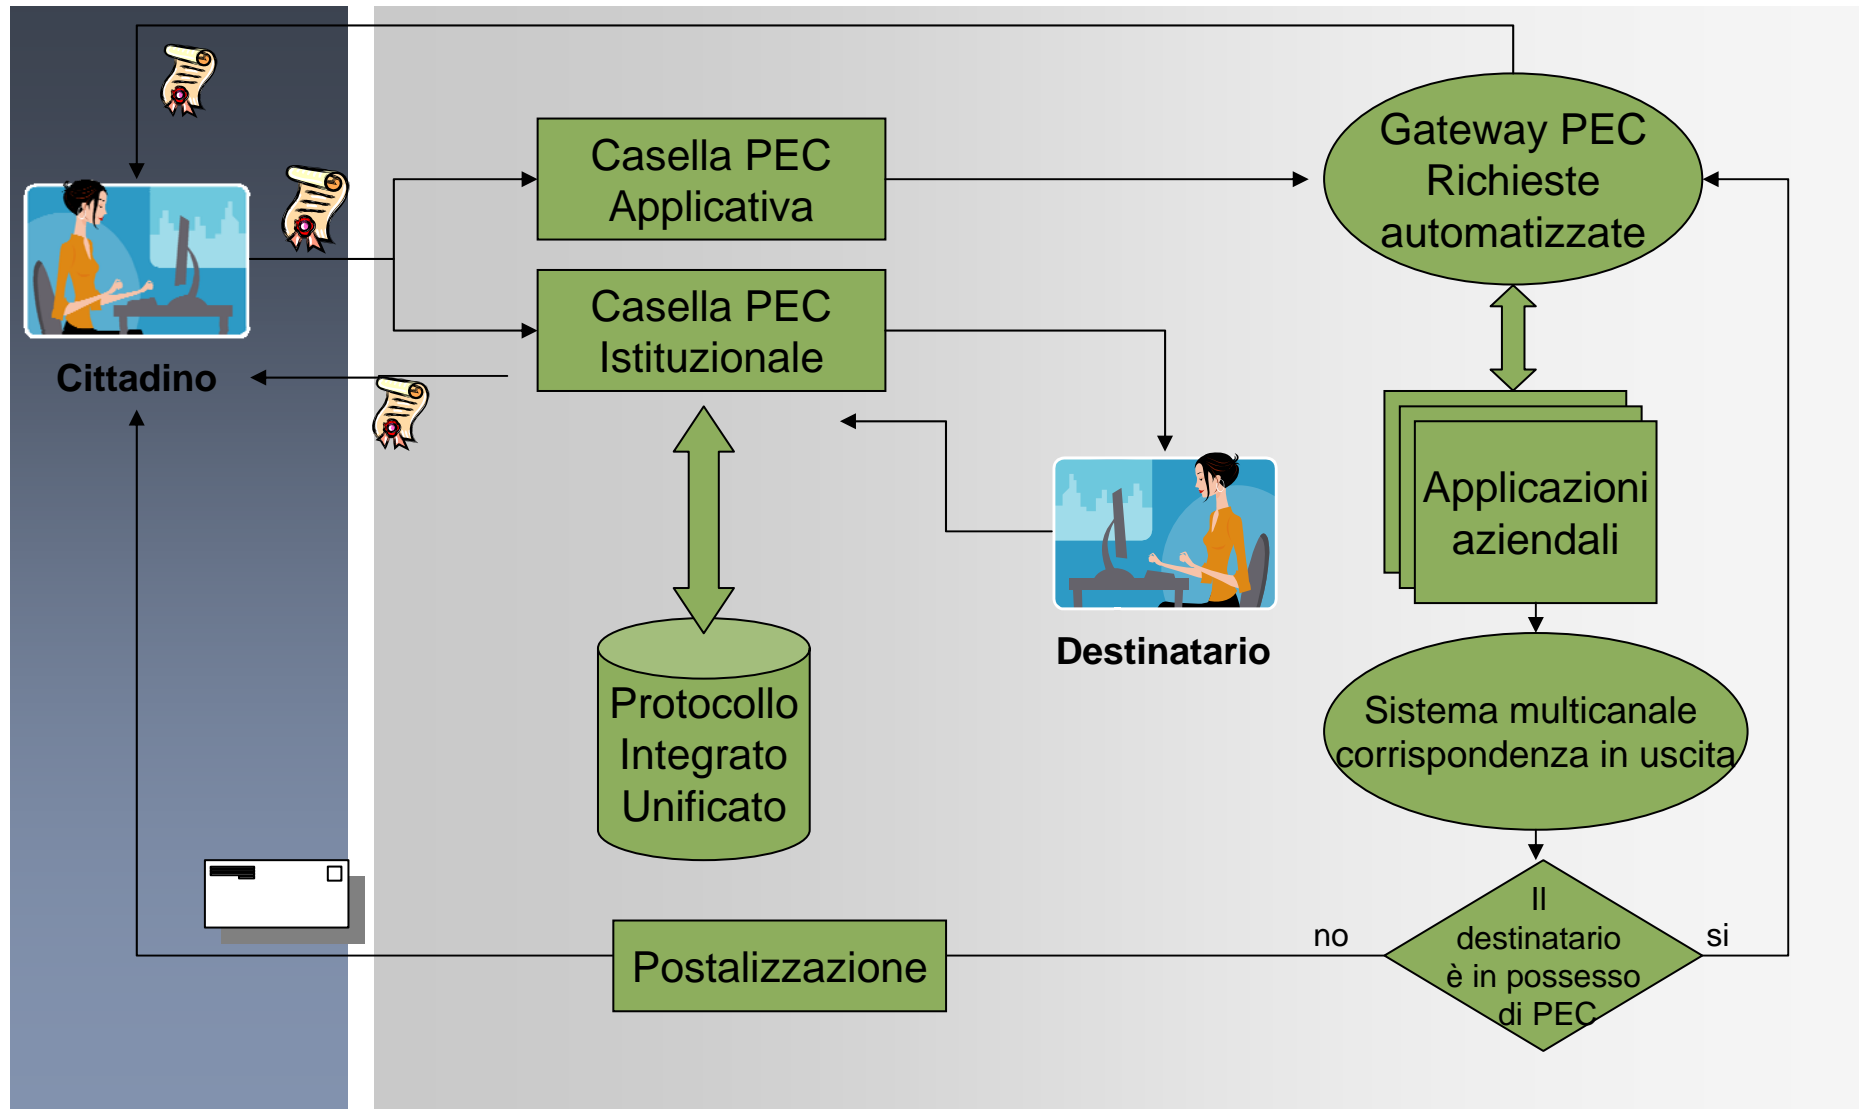 Casella PEC
Applicativa
Gateway PEC
Richieste
automatizzate
Casella PEC
Istituzionale
Cittadino
Applicazioni
aziendali
Destinatario
Protocollo
Integrato
Unificato
Sistema multicanale
corrispondenza in uscita
Il
destinatario
è in possesso
di PEC
no
si
Postalizzazione